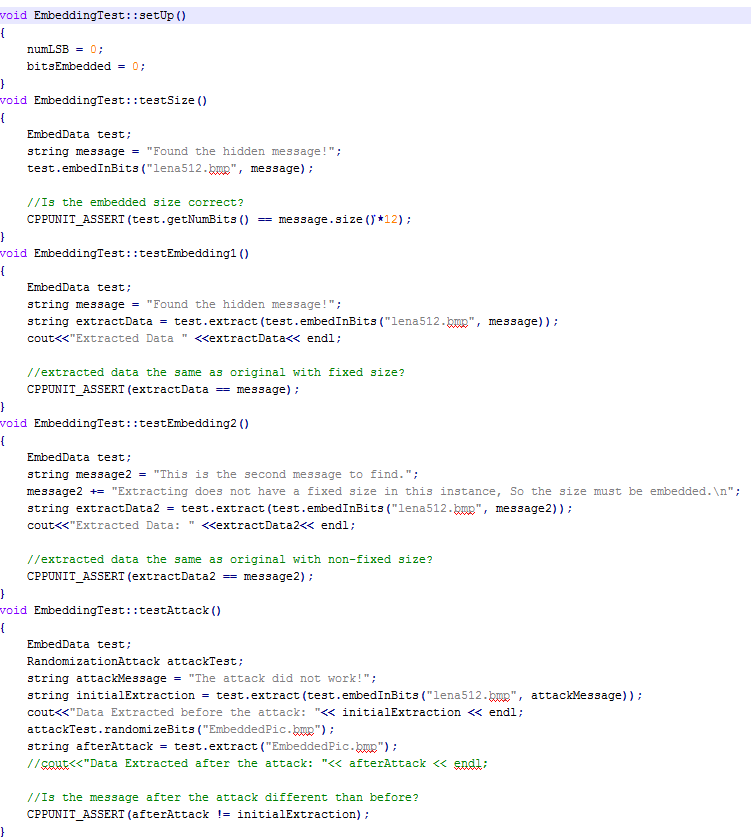 void EmbeddingTest::setUp()
{
    numLSB = 0;
    bitsEmbedded = 0;
}
void EmbeddingTest::testSize()
{
    EmbedData test;
    string message = "Found the hidden message!";
    test.embedInBits("lena512.bmp", message);

    //Is the embedded size correct?
    CPPUNIT_ASSERT(test.getNumBits() == message.size()*12);
}
void EmbeddingTest::testEmbedding1()
{
    EmbedData test;
    string message = "Found the hidden message!";
    string extractData = test.extract(test.embedInBits("lena512.bmp", message));
    cout<<"Extracted Data " <<extractData<< endl;

    //extracted data the same as original with fixed size?
    CPPUNIT_ASSERT(extractData == message);
}
void EmbeddingTest::testEmbedding2()
{
    EmbedData test;
    string message2 = "This is the second message to find.";
    message2 += "Extracting does not have a fixed size in this instance, So the size must be embedded.\n";
    string extractData2 = test.extract(test.embedInBits("lena512.bmp", message2));
    cout<<"Extracted Data: " <<extractData2<< endl;

    //extracted data the same as original with non-fixed size?
    CPPUNIT_ASSERT(extractData2 == message2);
}
void EmbeddingTest::testAttack()
{
    EmbedData test;
    RandomizationAttack attackTest;
    string attackMessage = "The attack did not work!";
    string initialExtraction = test.extract(test.embedInBits("lena512.bmp", attackMessage));
    cout<<"Data Extracted before the attack: "<< initialExtraction << endl;
    attackTest.randomizeBits("EmbeddedPic.bmp");
    string afterAttack = test.extract("EmbeddedPic.bmp");
    //cout<<"Data Extracted after the attack: "<< afterAttack << endl;

    //Is the message after the attack different than before?
    CPPUNIT_ASSERT(afterAttack != initialExtraction);
}